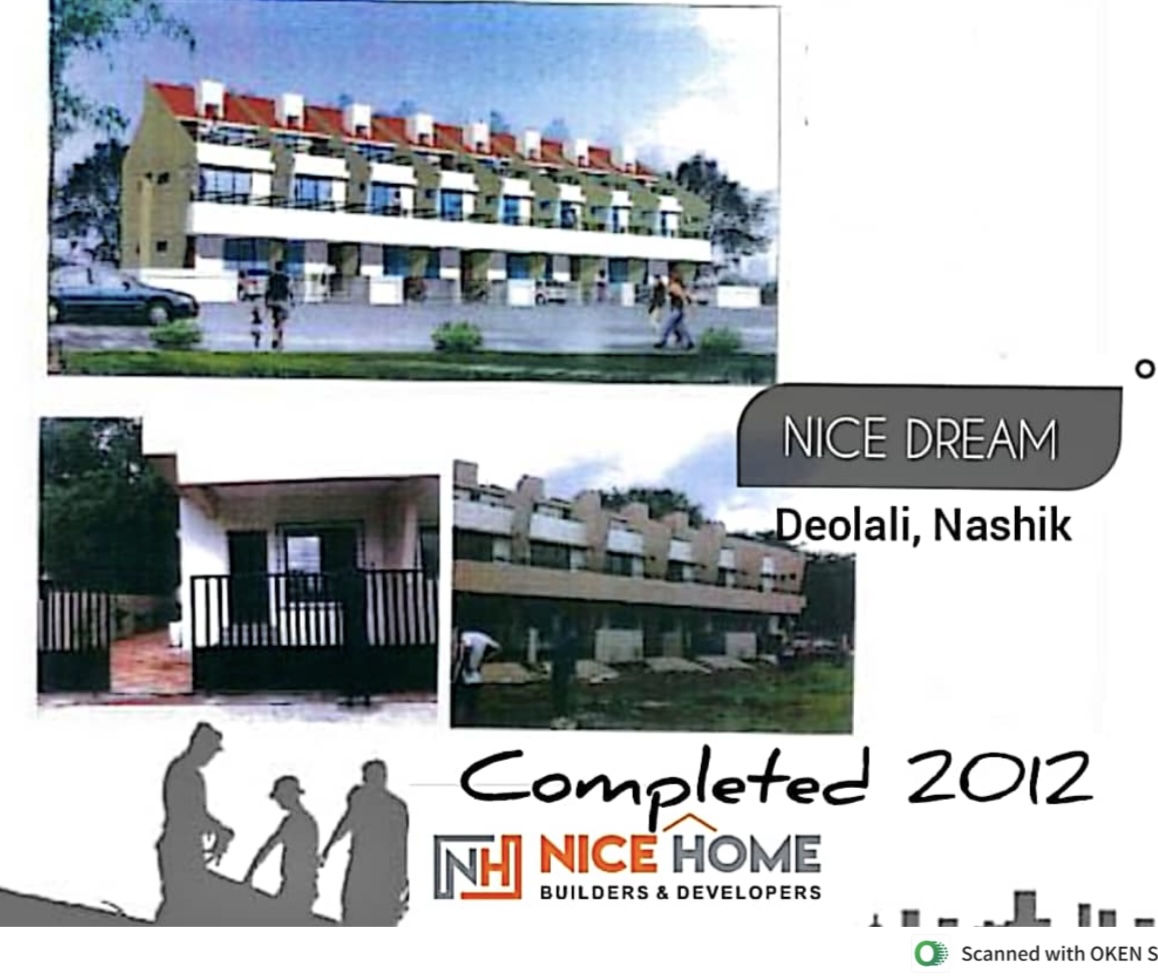 NICE DREAM
Deolali, Nashik
Completed 2012
NH NICE HOME
BUILDERS & DEVELOPERS
Scanned with OKEN S